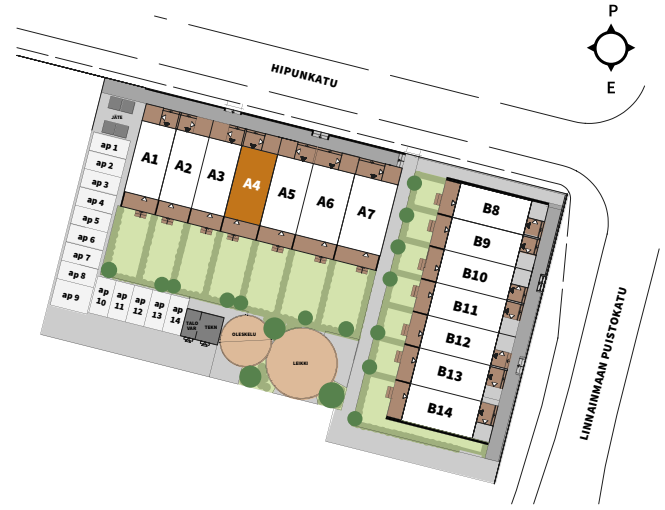 P
E
HIPUNKATU
LINNAINMAAN PUISTOKATU
JÄTE
ap 1
ap 2
ap 3
ap 4
ap 5
ap 6
ap 7
ap 8
ap 9
ap
10
ap
11
ap
12
ap
13
ap
14
A1
A2
A3
A4
A5
A6
A7
B8
B9
B10
B11
B12
B13
B14
TALO
VAR
TEKN
OLESKELU
LEIKKI